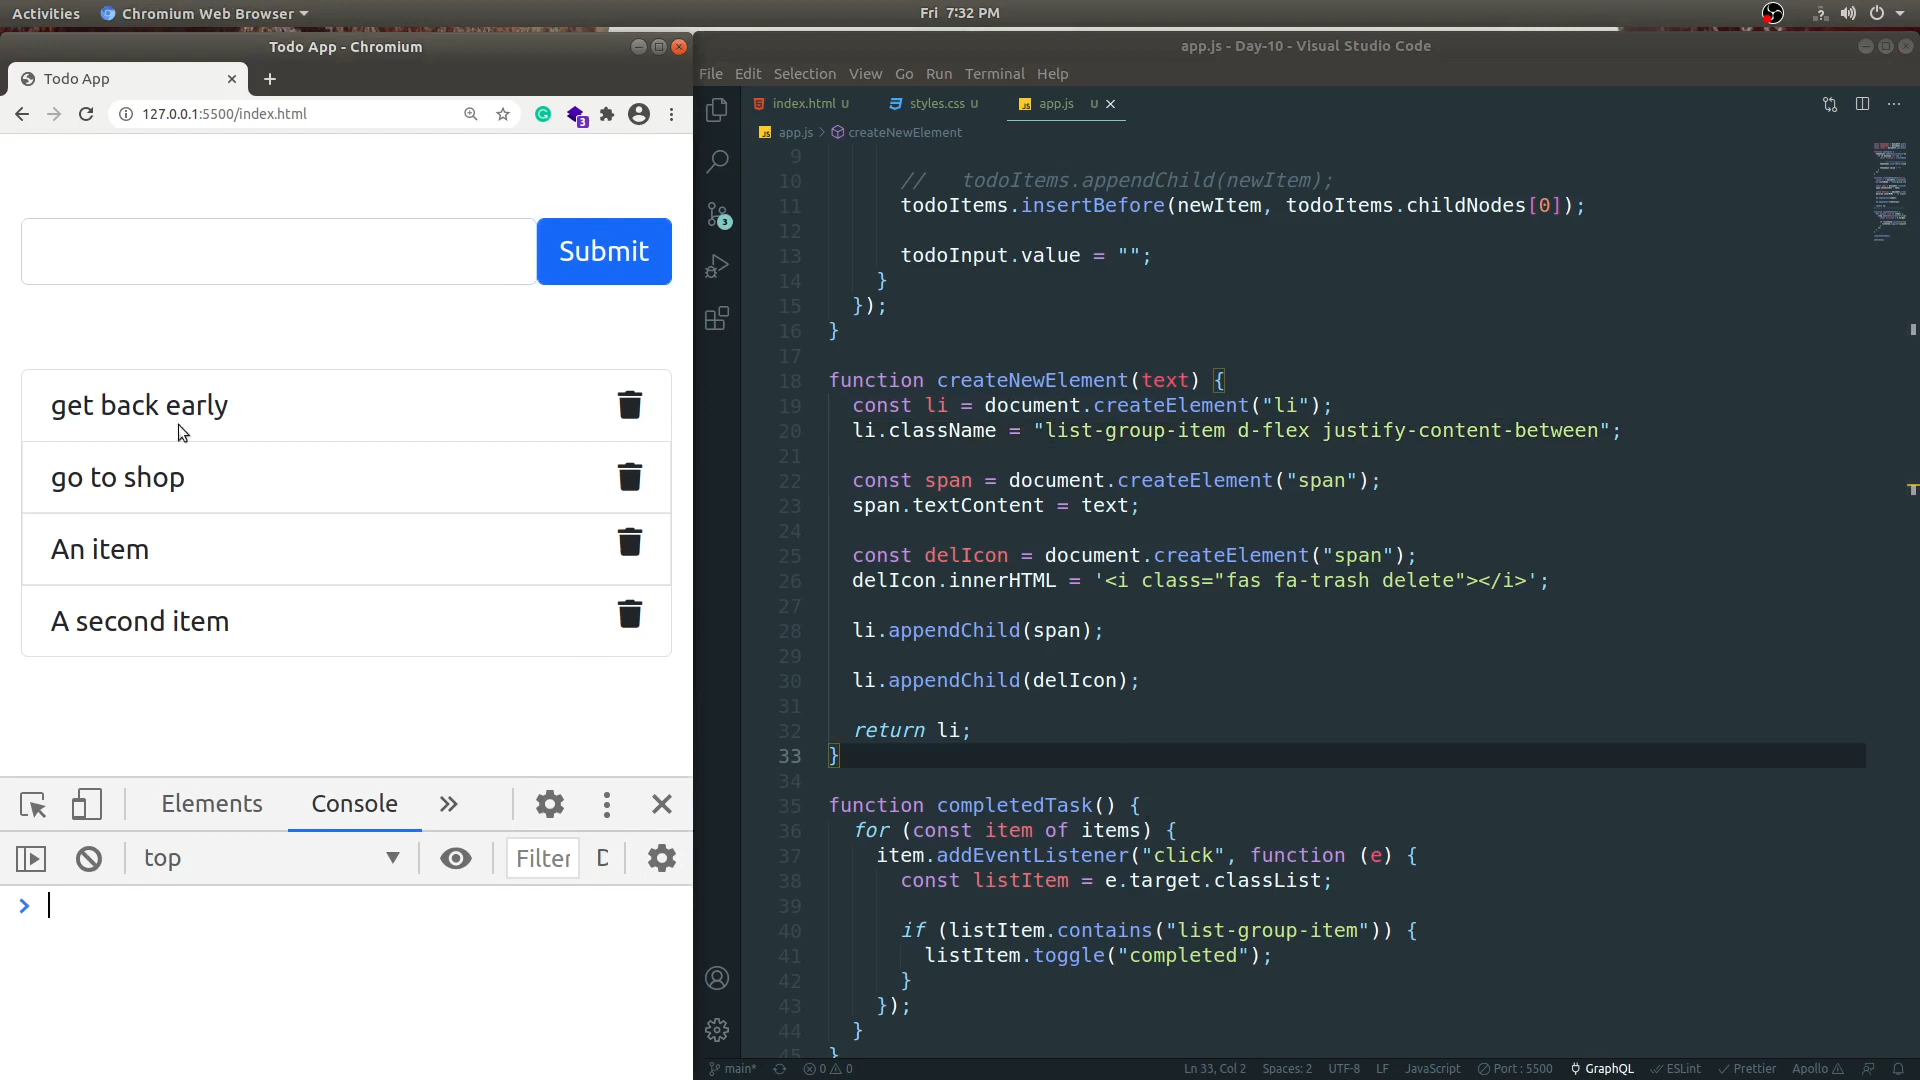 Activities
Chromium Web Browser
Fri 7:32 PM
Todo App - Chromium
Todo App
127.0.0.1:5500/index.html
3
Submit
get back early
go to shop
An item
A second item
Elements
Console
top
Filter
D
app.js - Day-10 - Visual Studio Code
File Edit Selection View Go Run Terminal Help
index.html U
styles.css U
JS app.js U
JS app.js > createNewElement
3
9
10 // todoItems.appendChild(newItem);
11 todoItems.insertBefore(newItem, todoItems.childNodes[0]);
12
13 todoInput.value = "";
14 }
15 });
16 }
17
18 function createNewElement(text) {
19 const li = document.createElement("li");
20 li.className = "list-group-item d-flex justify-content-between";
21
22 const span = document.createElement("span");
23 span.textContent = text;
24
25 const delIcon = document.createElement("span");
26 delIcon.innerHTML = '<i class="fas fa-trash delete"></i>';
27
28 li.appendChild(span);
29
30 li.appendChild(delIcon);
31
32 return li;
33 }
34
35 function completedTask() {
36 for (const item of items) {
37 item.addEventListener("click", function (e) {
38 const listItem = e.target.classList;
39
40 if (listItem.contains("list-group-item")) {
41 listItem.toggle("completed");
42 }
43 });
44 }
45 }
main* 0 0 Ln 33, Col 2 Spaces: 2 UTF-8 LF JavaScript Port : 5500 GraphQL ESLint Prettier Apollo